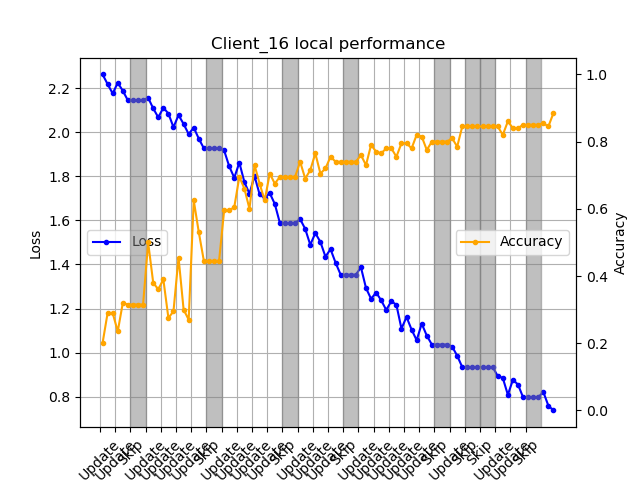 Client_16 local performance
Loss
2.2
2.0
1.8
1.6
1.4
1.2
1.0
0.8
Loss
Accuracy
1.0
0.8
0.6
0.4
0.2
0.0
Accuracy
Update
Update
Skip
Update
Update
Update
Update
Skip
Update
Update
Update
Update
Skip
Update
Update
Update
Skip
Update
Update
Update
Update
Update
Skip
Update
Skip
Skip
Update
Update
Skip